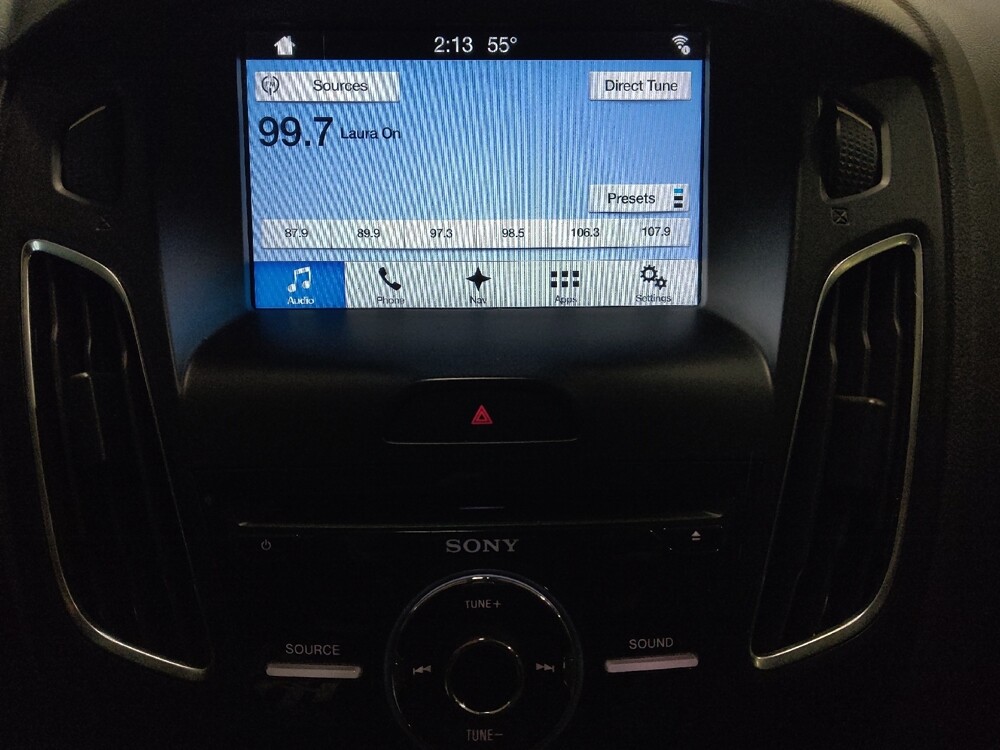 2:13 55°
Sources
Direct Tune
99.7 Laura On
Presets
87.9 89.9 97.3 98.5 106.3 107.9
Audio Phone Nav Apps Settings
SONY
TUNE+
SOURCE
SOUND
TUNE-